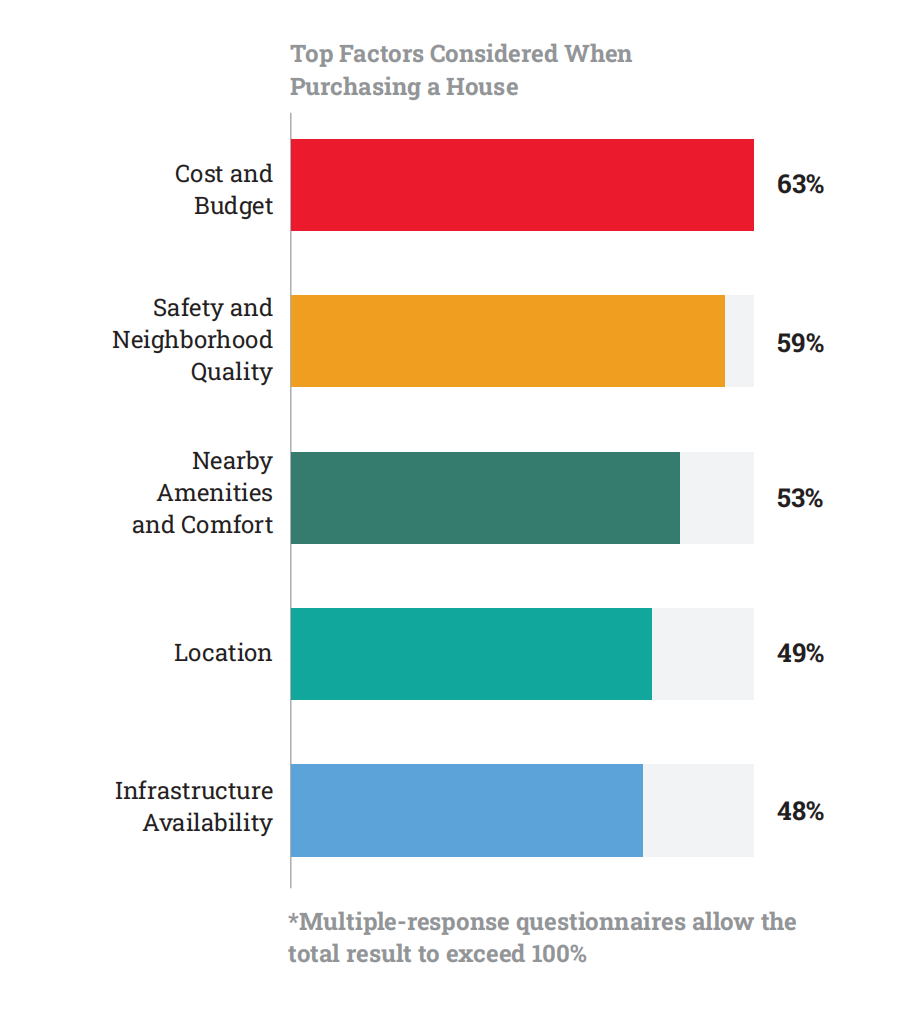 Top Factors Considered When
Purchasing a House
Cost and
Budget
63%
Safety and
Neighborhood
Quality
59%
Nearby
Amenities
and Comfort
53%
Location
49%
Infrastructure
Availability
48%
*Multiple-response questionnaires allow the
total result to exceed 100%